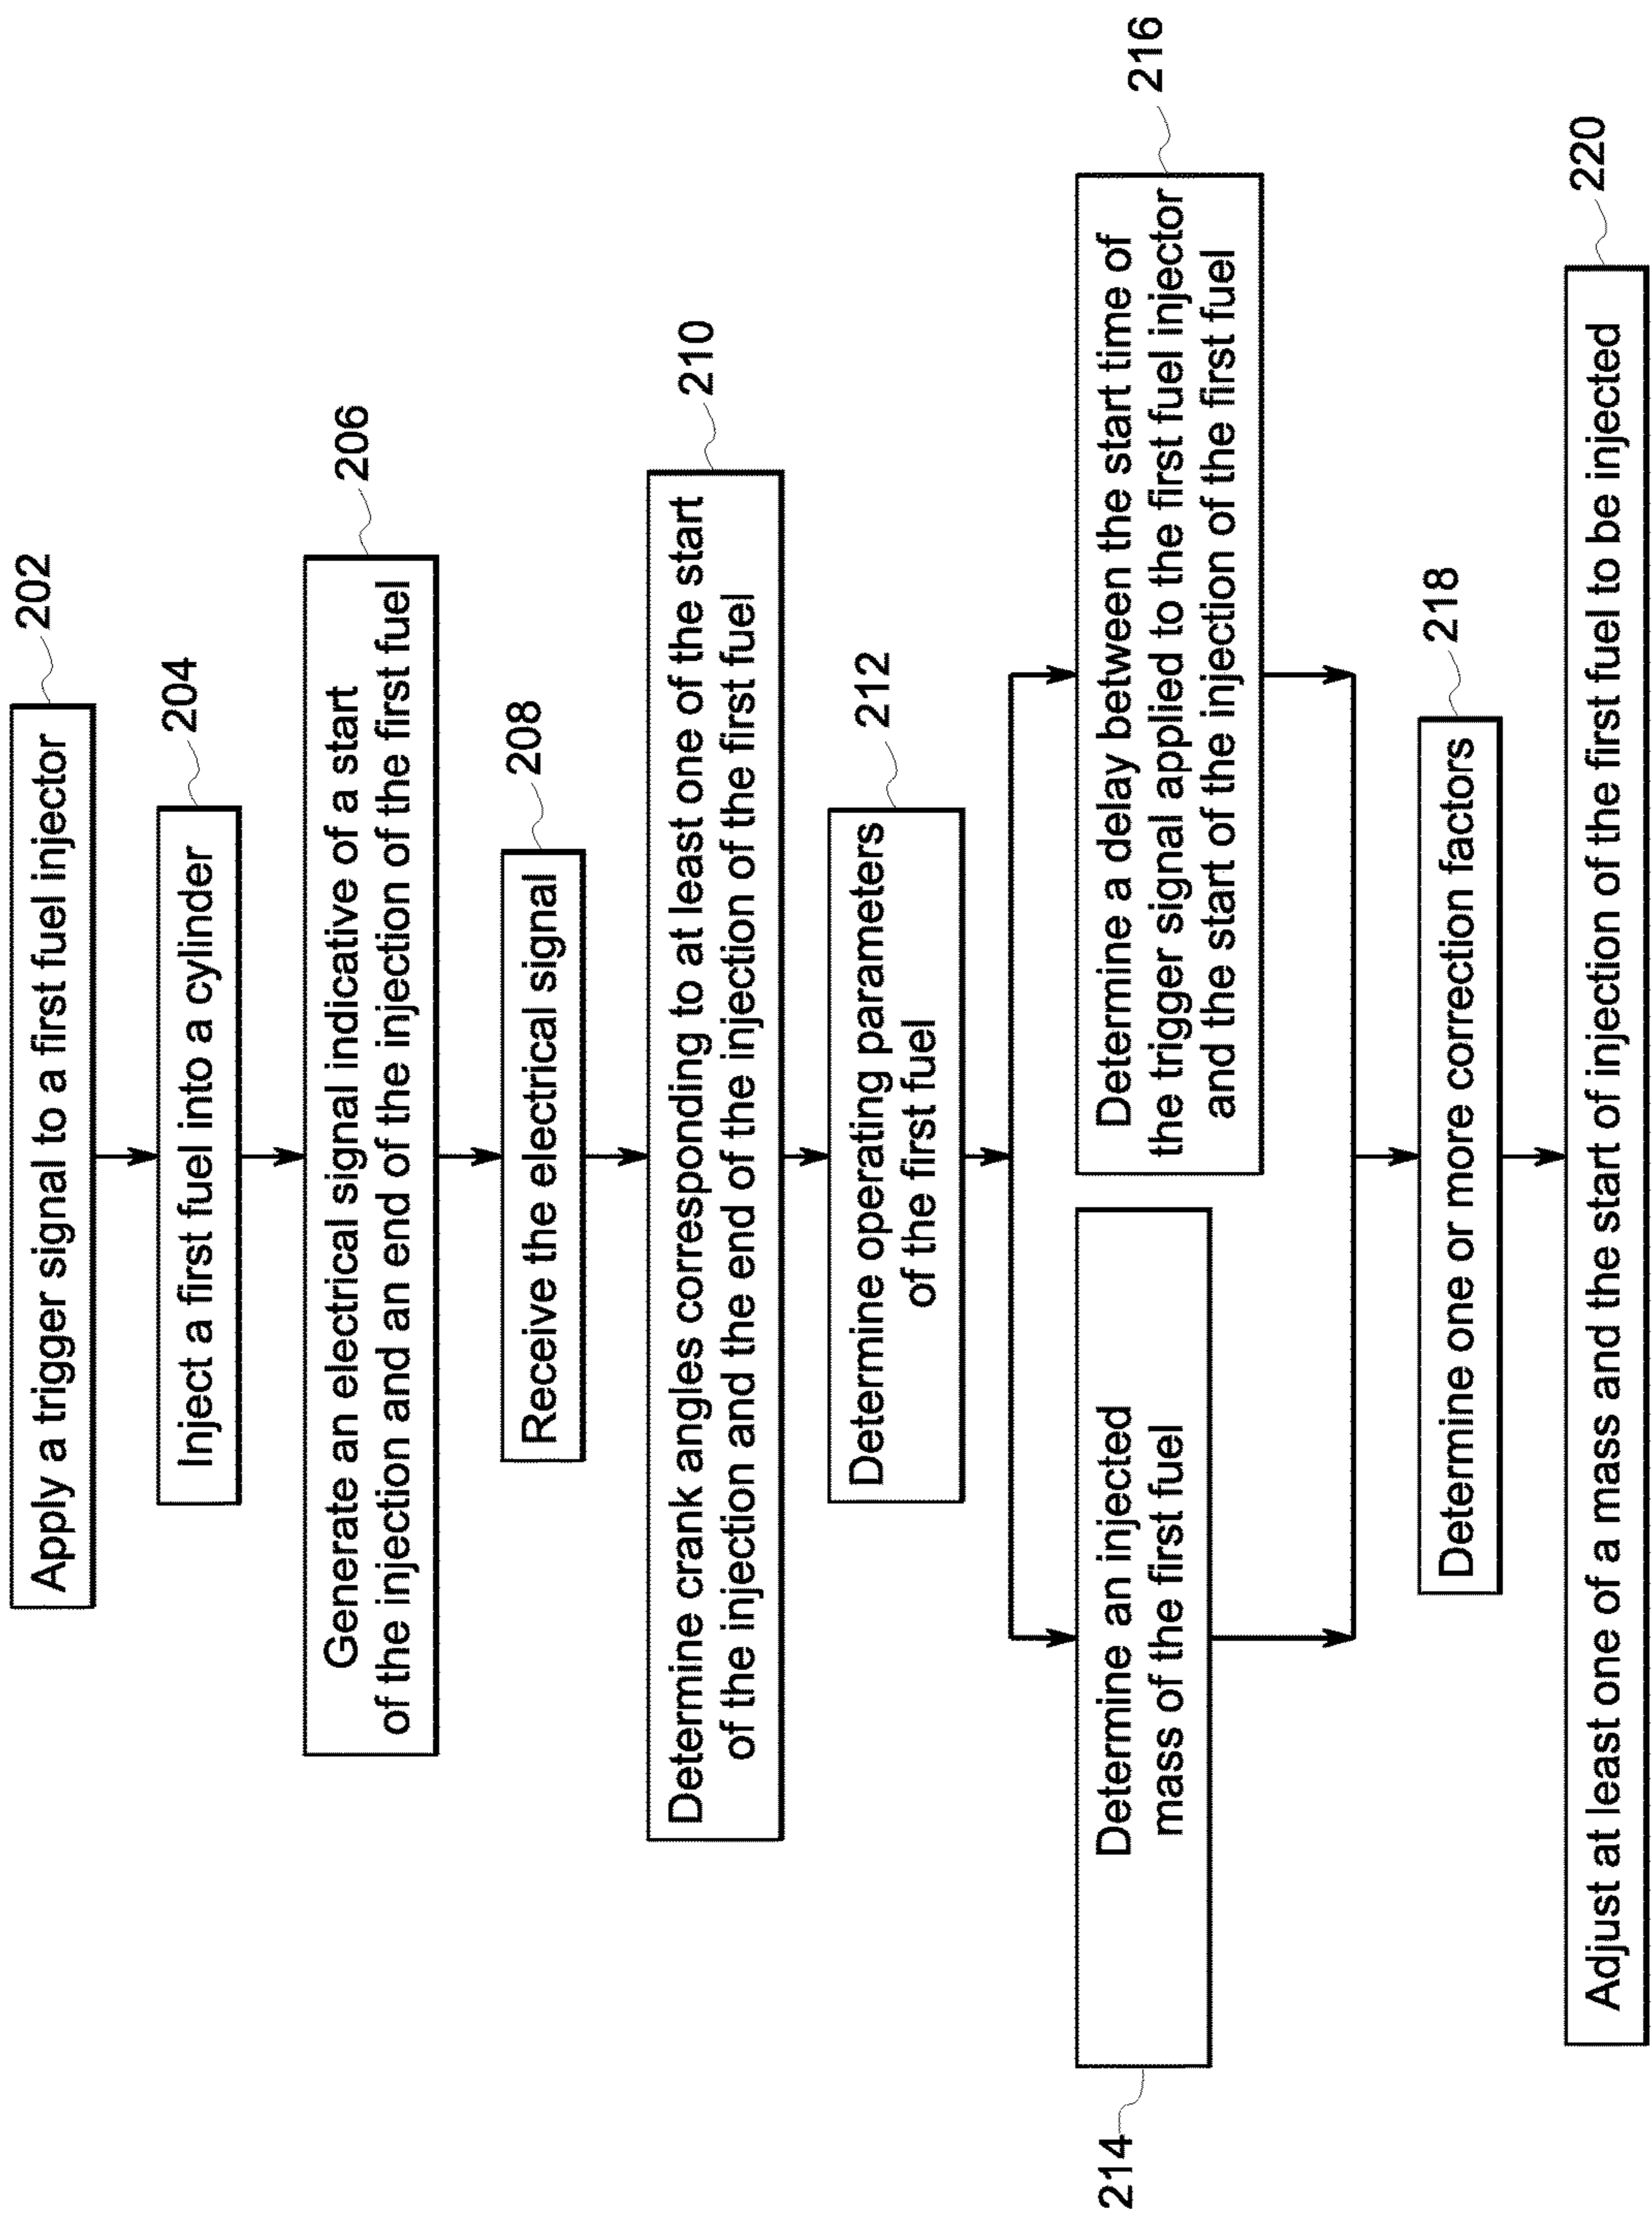 Apply a trigger signal to a first fuel injector
202
Inject a first fuel into a cylinder
204
Generate an electrical signal indicative of a start
of the injection and an end of the injection of the first fuel
206
Receive the electrical signal
208
Determine crank angles corresponding to at least one of the start
of the injection and the end of the injection of the first fuel
210
Determine operating parameters
of the first fuel
212
214
Determine an injected
mass of the first fuel
Determine a delay between the start time of
the trigger signal applied to the first fuel injector
and the start of the injection of the first fuel
216
Determine one or more correction factors
218
Adjust at least one of a mass and the start of injection of the first fuel to be injected
220